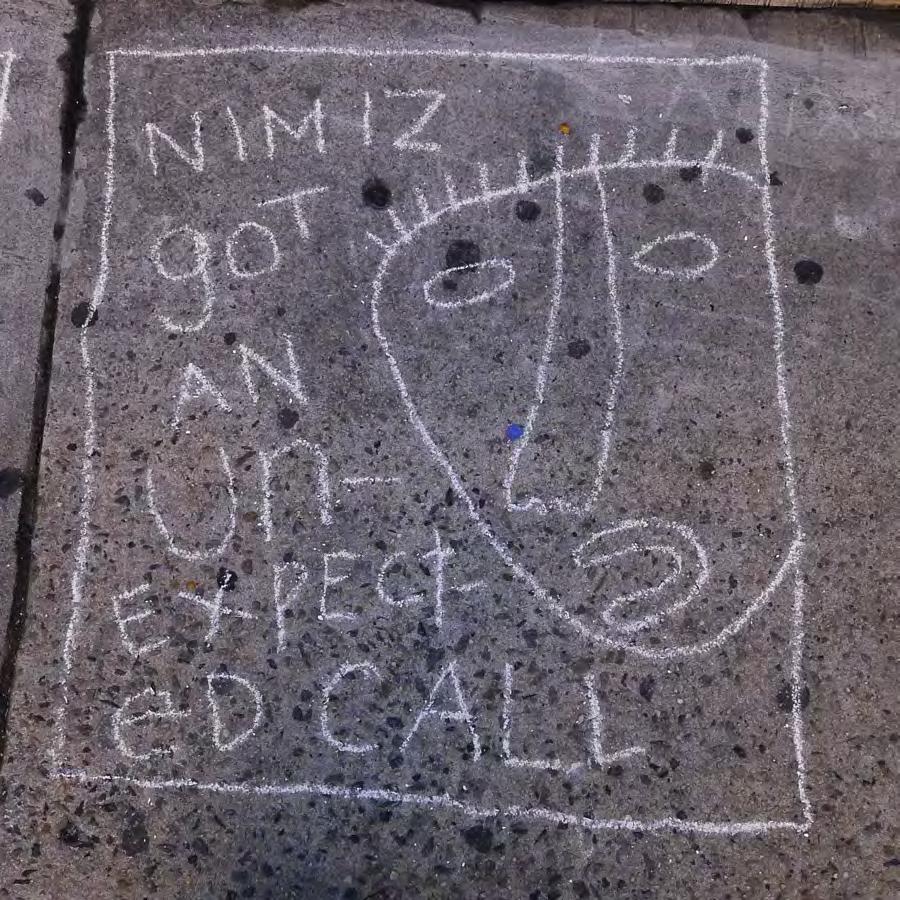 NIMIZ
goT
AN
Un-
EXPECt-
eD CALL